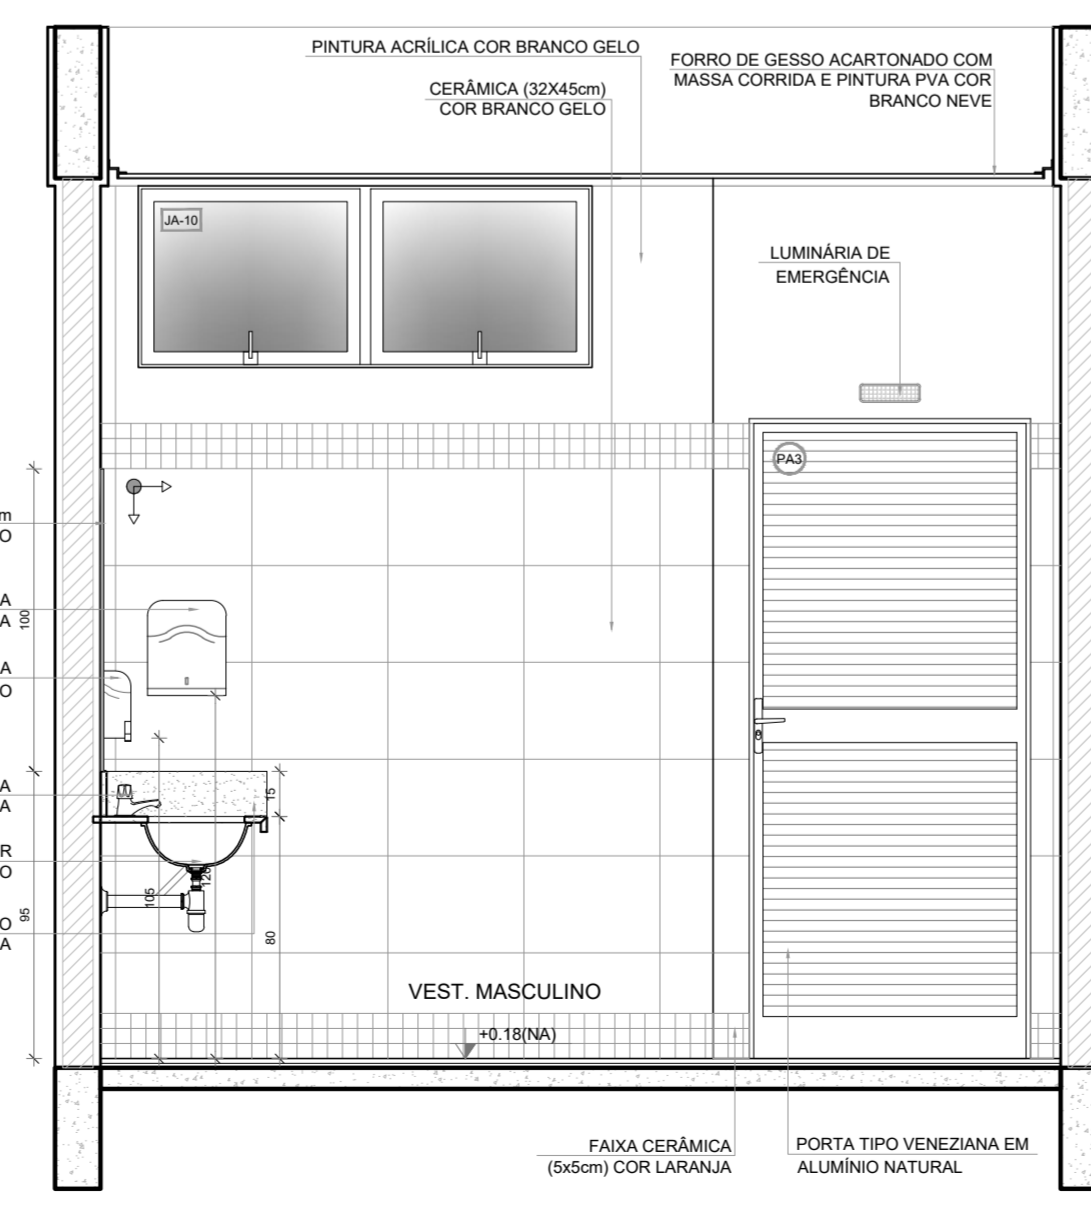 PINTURA ACRÍLICA COR BRANCO GELO
FORRO DE GESSO ACARTONADO COM
MASSA CORRIDA E PINTURA PVA COR
BRANCO NEVE
CERÂMICA (32X45cm)
COR BRANCO GELO
JA-10
LUMINÁRIA DE
EMERGÊNCIA
PA3
m
O
A
A
100
A
O
A
A
15
R
O
120
105
95
O
A
80
VEST. MASCULINO
+0.18(NA)
FAIXA CERÂMICA
(5x5cm) COR LARANJA
PORTA TIPO VENEZIANA EM
ALUMÍNIO NATURAL